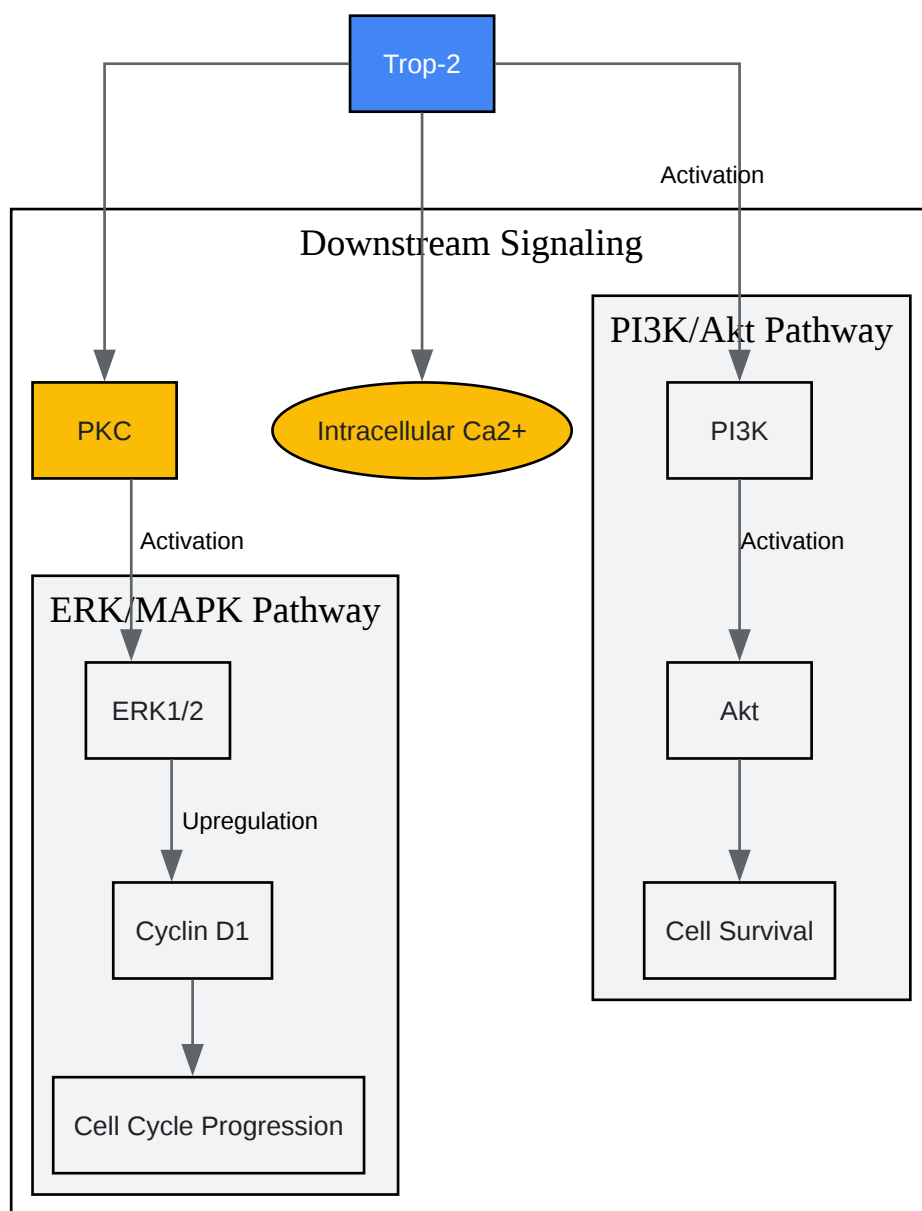 Trop-2
Activation
Downstream Signaling
PI3K/Akt Pathway
PKC
Intracellular Ca2+
PI3K
Activation
Activation
ERK/MAPK Pathway
ERK1/2
Akt
Upregulation
Cyclin D1
Cell Survival
Cell Cycle Progression